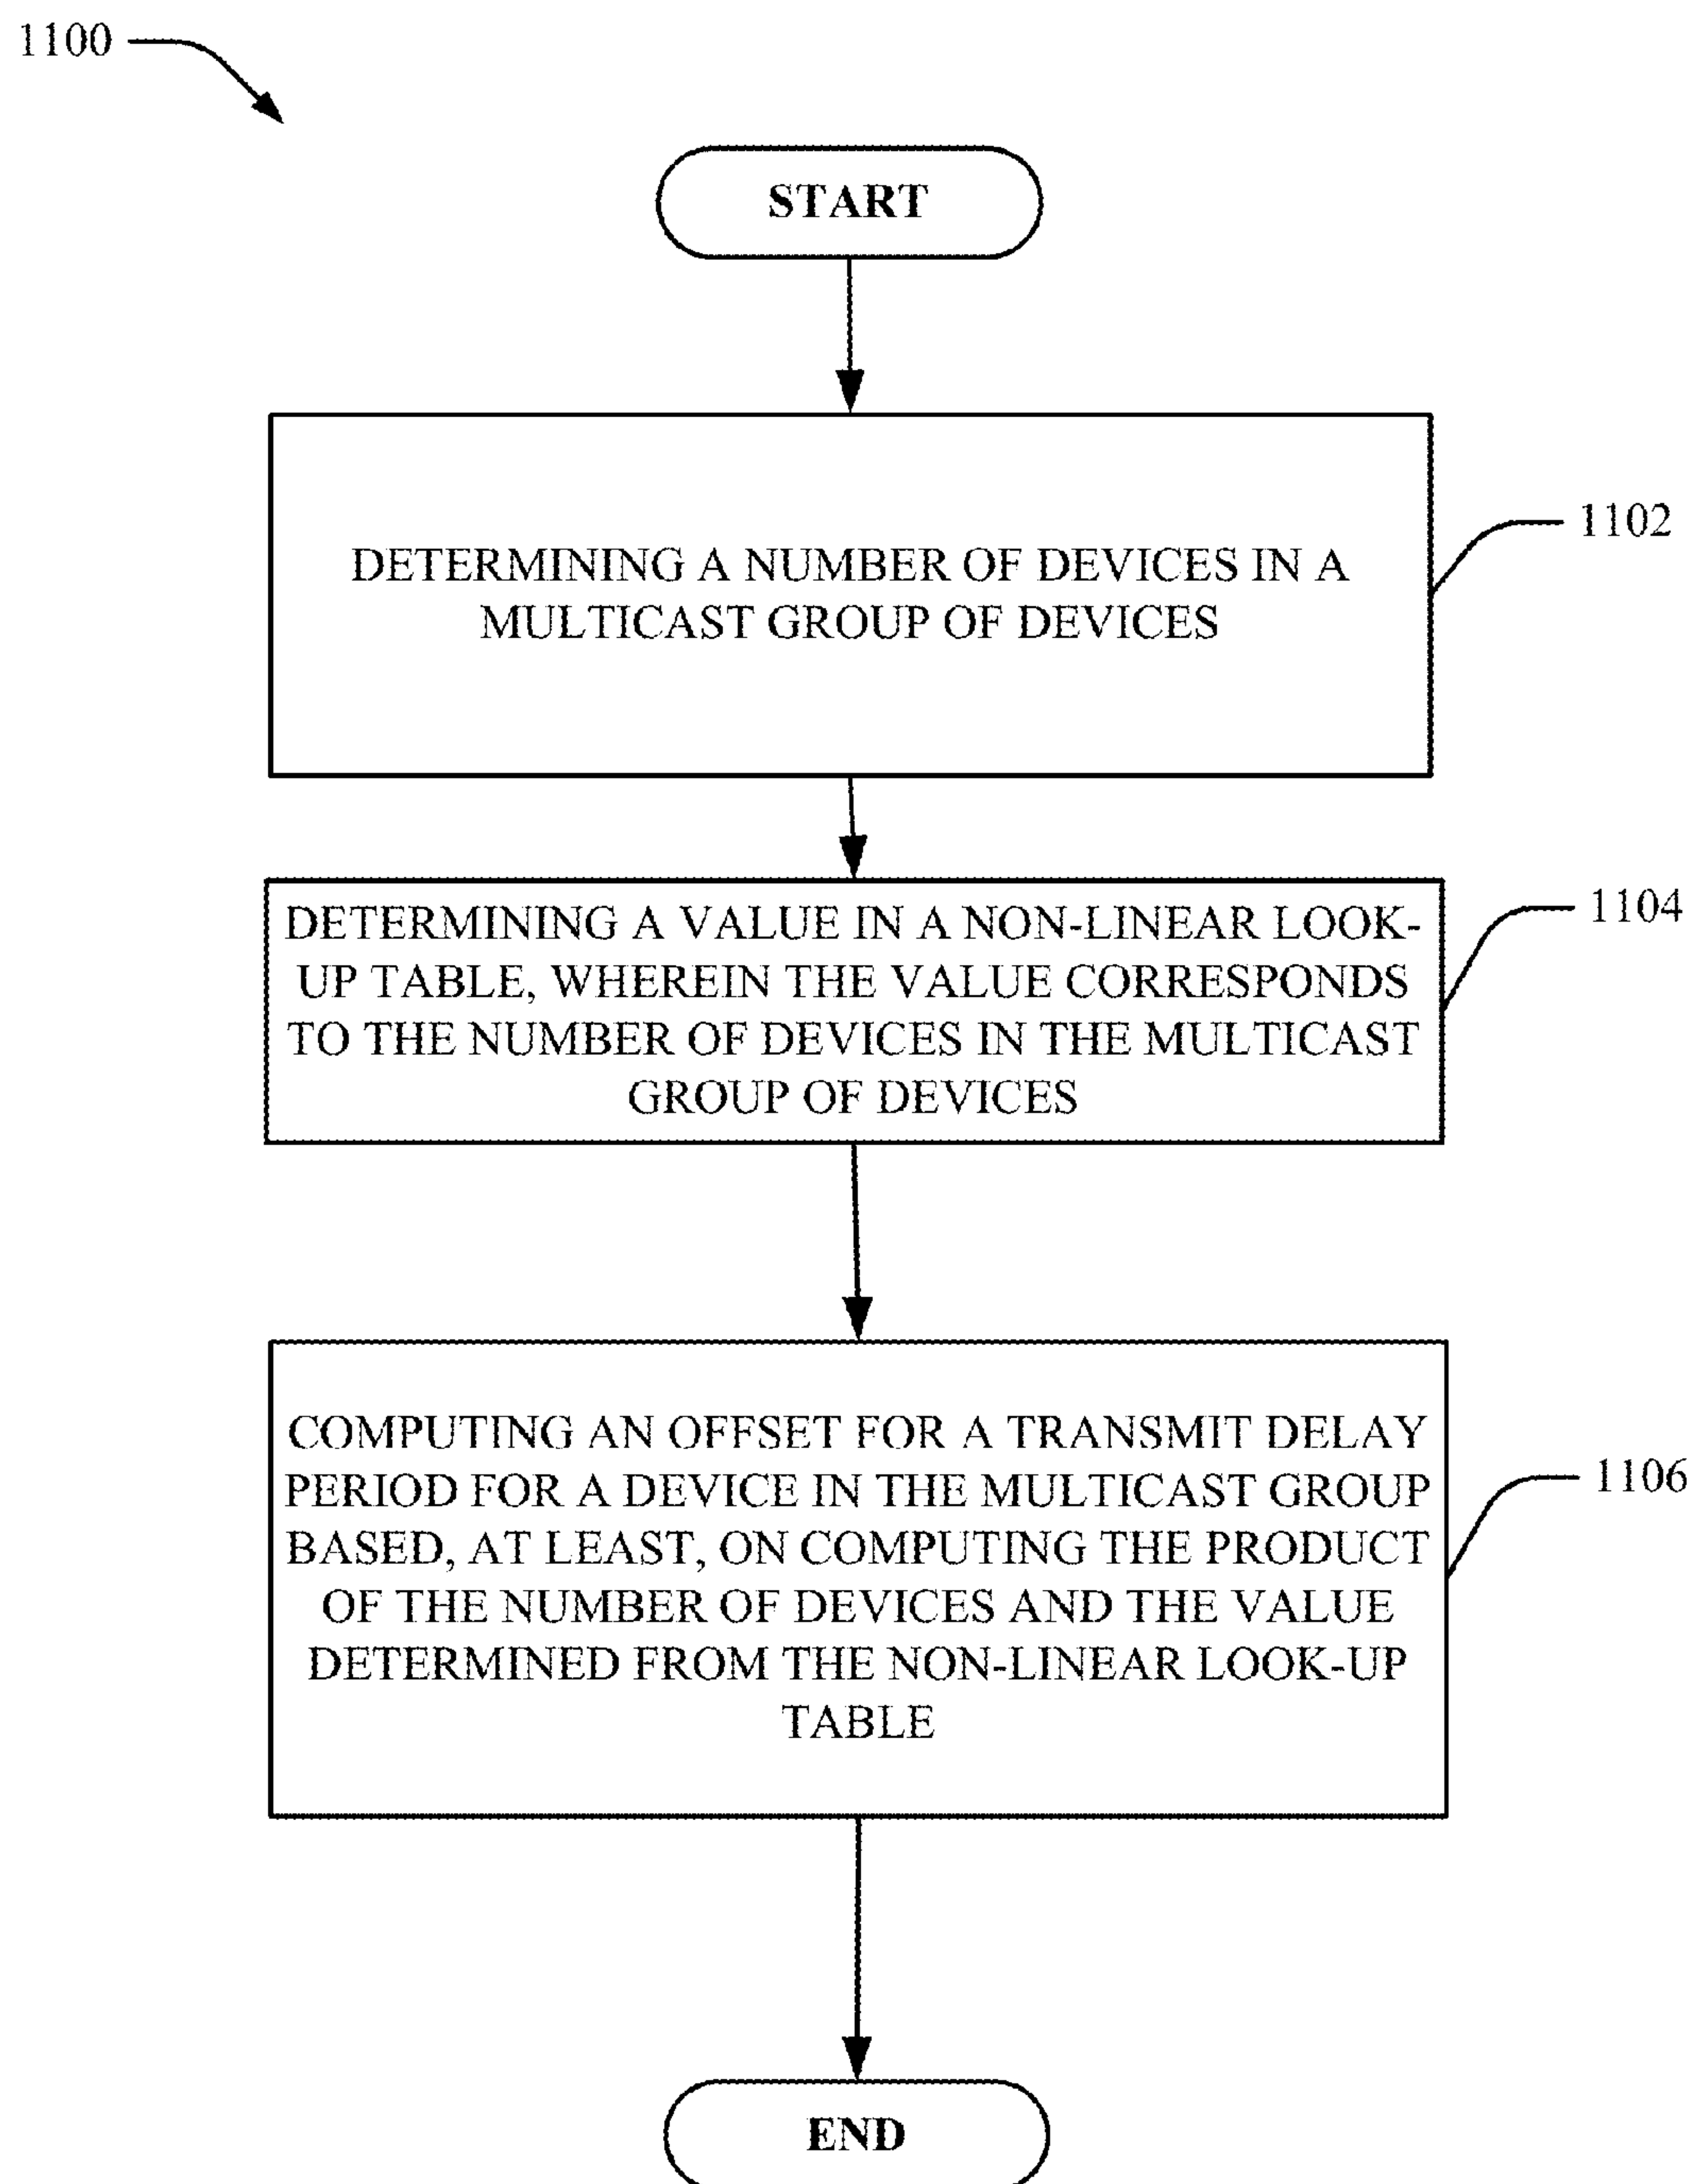 1100
START
DETERMINING A NUMBER OF DEVICES IN A
MULTICAST GROUP OF DEVICES
1102
DETERMINING A VALUE IN A NON-LINEAR LOOK-
UP TABLE, WHEREIN THE VALUE CORRESPONDS
TO THE NUMBER OF DEVICES IN THE MULTICAST
GROUP OF DEVICES
1104
COMPUTING AN OFFSET FOR A TRANSMIT DELAY
PERIOD FOR A DEVICE IN THE MULTICAST GROUP
BASED, AT LEAST, ON COMPUTING THE PRODUCT
OF THE NUMBER OF DEVICES AND THE VALUE
DETERMINED FROM THE NON-LINEAR LOOK-UP
TABLE
1106
END